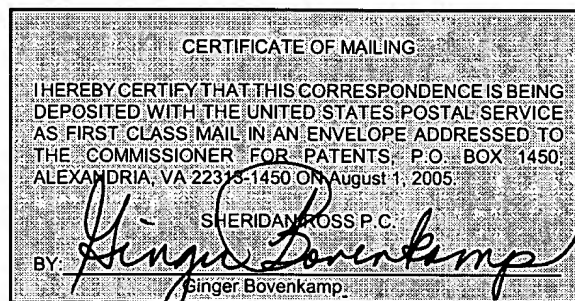 CERTIFICATE OF MAILING
I HEREBY CERTIFY THAT THIS CORRESPONDENCE IS BEING
DEPOSITED WITH THE UNITED STATES POSTAL SERVICE
AS FIRST CLASS MAIL IN AN ENVELOPE ADDRESSED TO
THE COMMISSIONER FOR PATENTS, P.O. BOX 1450,
ALEXANDRIA, VA 22313-1450 ON August 1, 2005.
SHERIDAN ROSS P.C.
BY: Ginger Bovenkamp
Ginger Bovenkamp